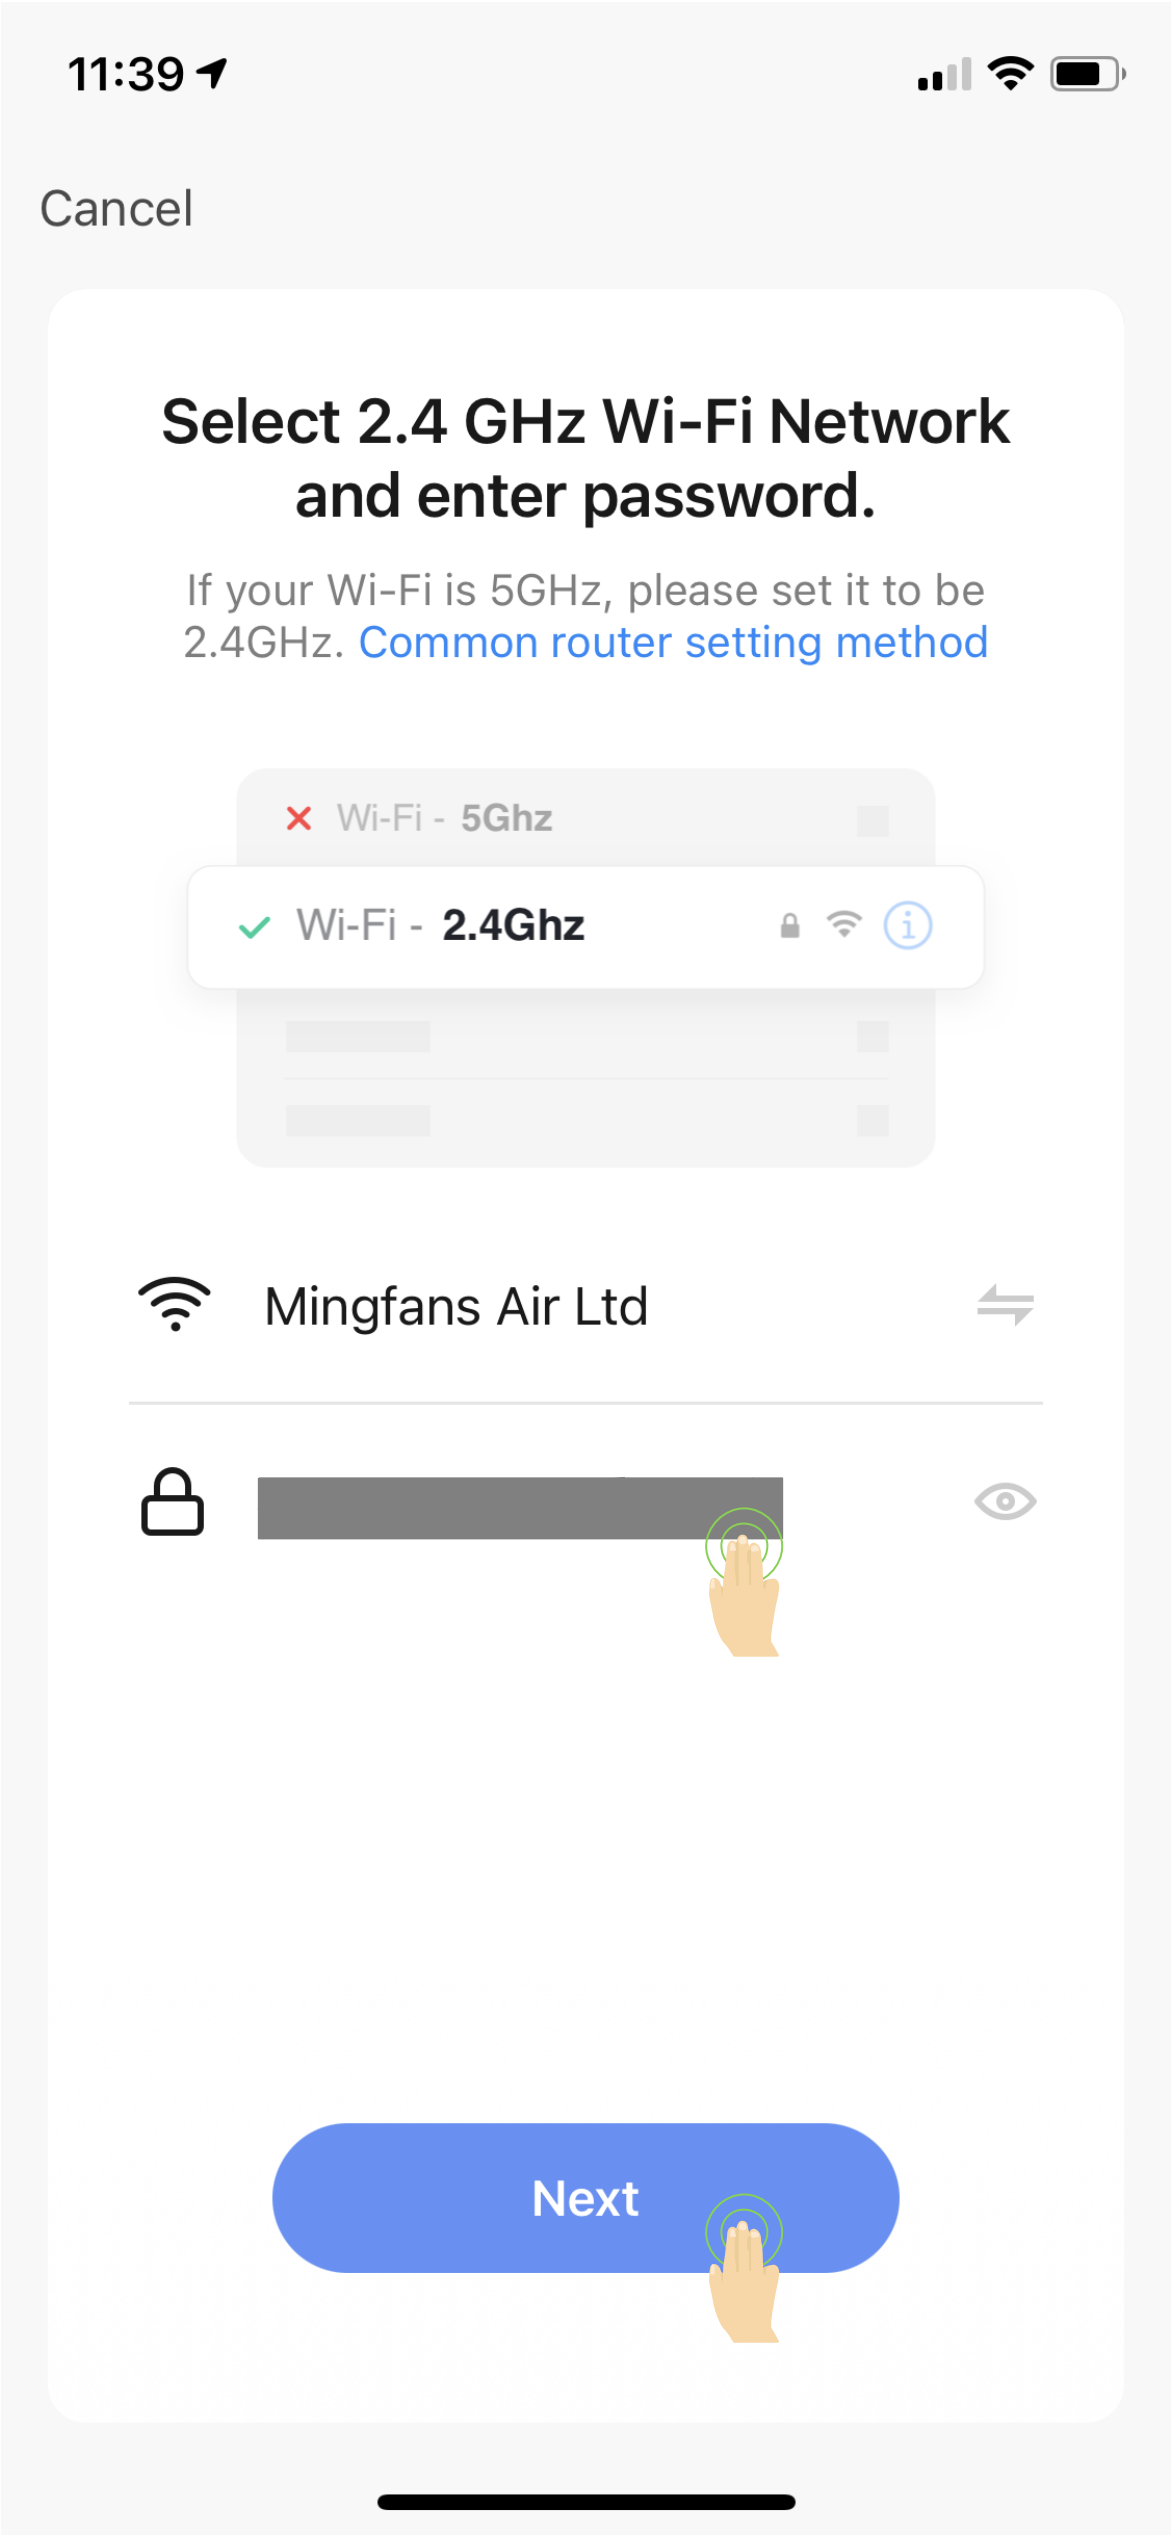 11:39
Cancel
Select 2.4 GHz Wi-Fi Network
and enter password.
If your Wi-Fi is 5GHz, please set it to be
2.4GHz. Common router setting method
Wi-Fi - 5Ghz
Wi-Fi - 2.4Ghz
Mingfans Air Ltd
Next